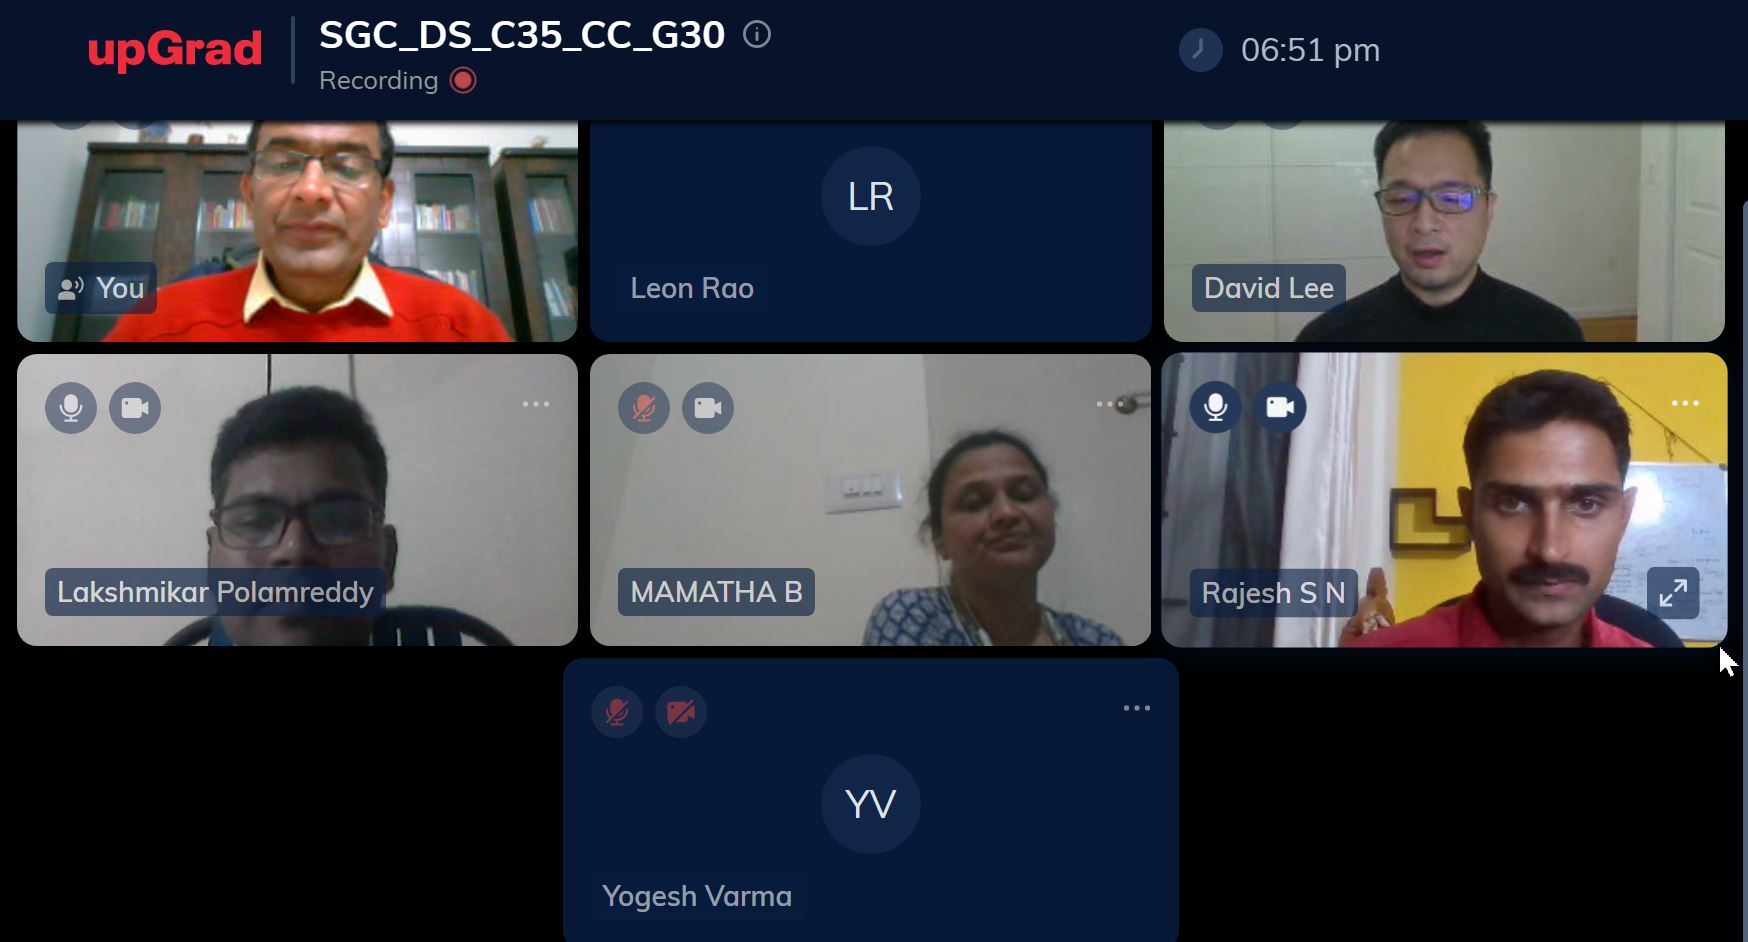 upGrad
SGC_DS_C35_CC_G30
Recording
06:51 pm
You
LR
Leon Rao
David Lee
Lakshmikar Polamreddy
MAMATHA B
Rajesh S N
YV
Yogesh Varma